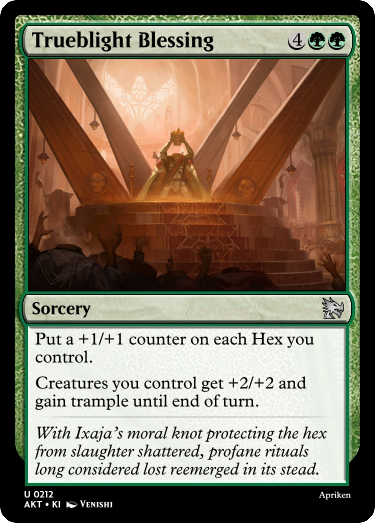 Trueblight Blessing 4
Sorcery
Put a +1/+1 counter on each Hex you
control.
Creatures you control get +2/+2 and
gain trample until end of turn.
With Ixaja's moral knot protecting the hex
from slaughter shattered, profane rituals
long considered lost reemerged in its stead.
U 0212
AKT • KI Venishi
Apriken